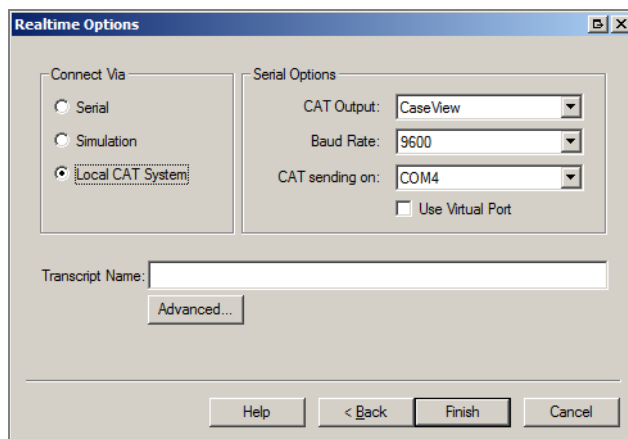 Realtime Options
Connect Via
Serial
Simulation
Local CAT System
Serial Options
CAT Output: CaseView
Baud Rate: 9600
CAT sending on: COM4
Use Virtual Port
Transcript Name:
Advanced...
Help < Back Finish Cancel